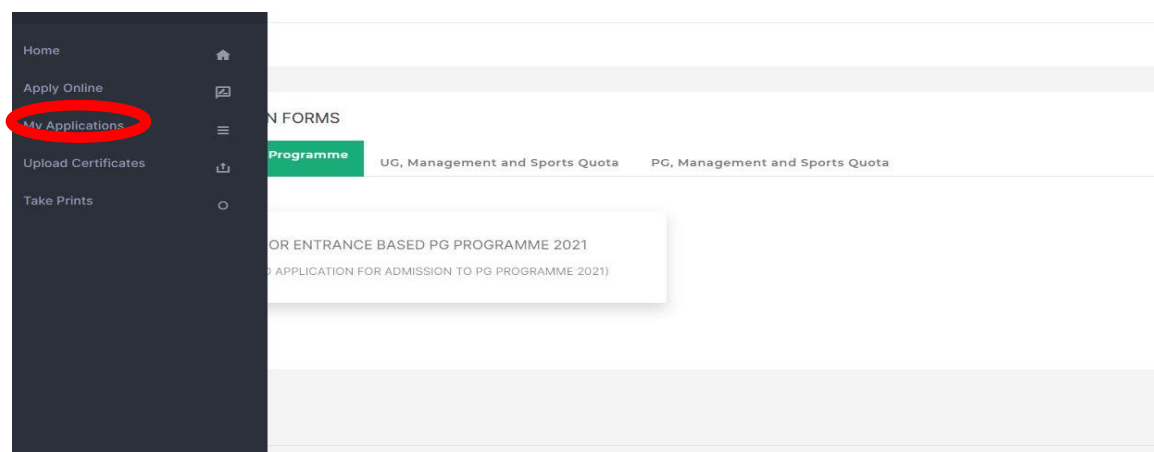 Home
Apply Online
My Applications
Upload Certificates
Take Prints
N FORMS
Programme
UG, Management and Sports Quota
PG, Management and Sports Quota
OR ENTRANCE BASED PG PROGRAMME 2021
APPLICATION FOR ADMISSION TO PG PROGRAMME 2021)